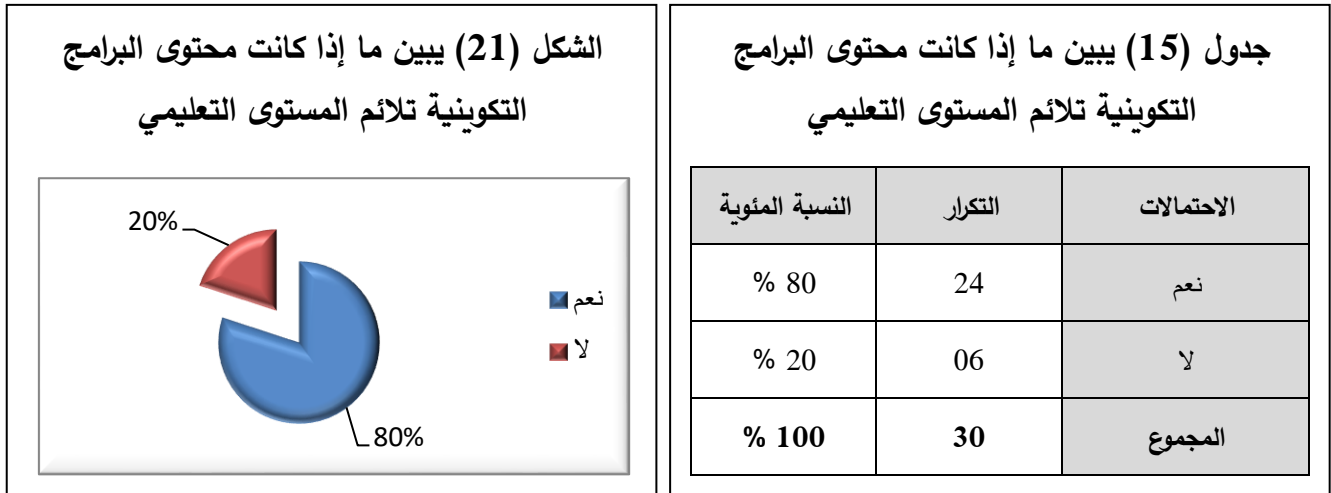 جدول (15) يبين ما إذا كانت محتوى البرامج
التكوينية تلائم المستوى التعليمي
الاحتمالات التكرار النسبة المئوية
نعم 24 80 %
لا 06 20 %
المجموع 30 100 %
الشكل (21) يبين ما إذا كانت محتوى البرامج
التكوينية تلائم المستوى التعليمي
20%
نعم
لا
80%